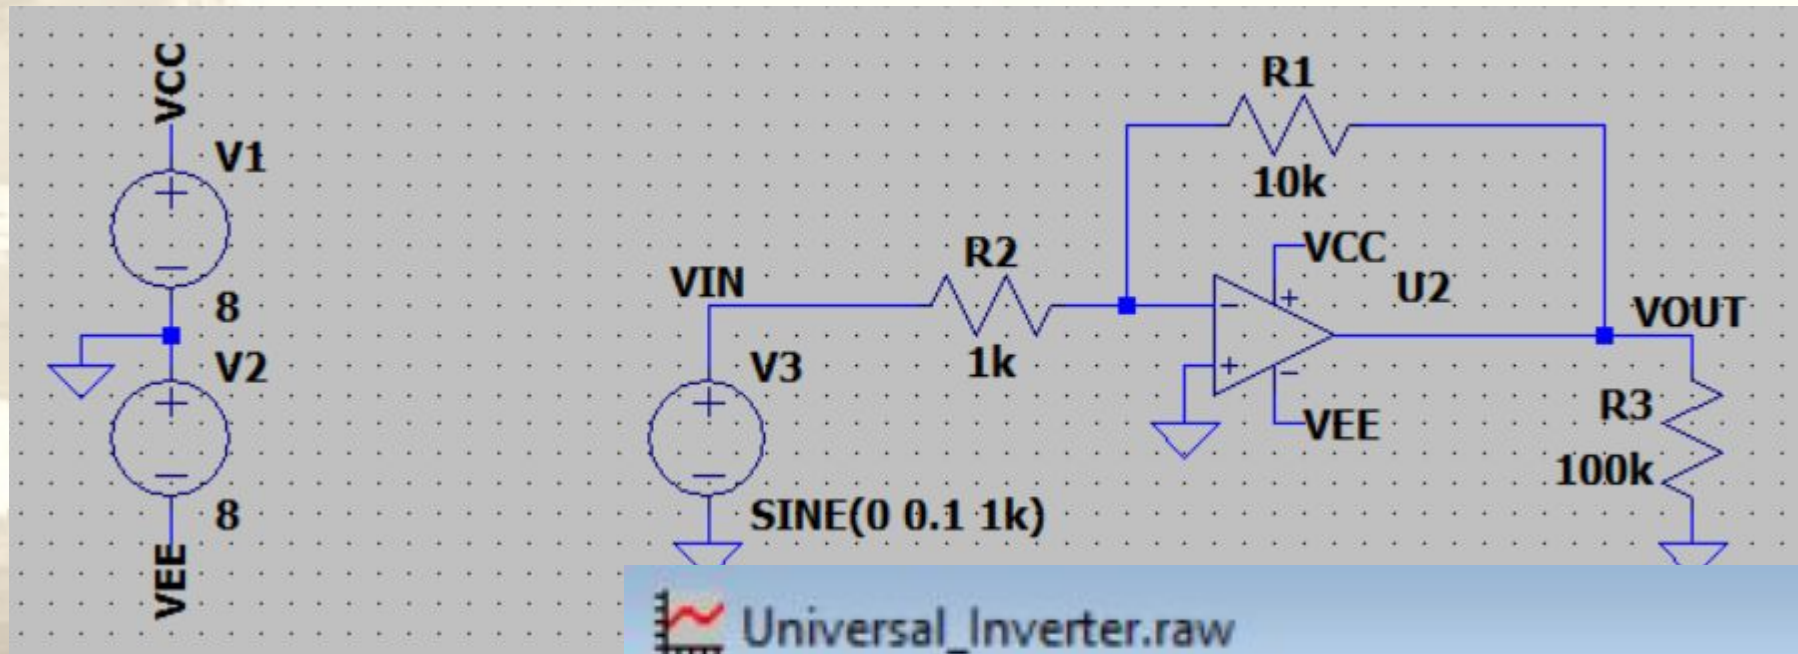 VCC
V1
+
−
8
V2
+
−
8
VEE
VIN
V3
+
−
SINE(0 0.1 1k)
R2
1k
R1
10k
VCC
U2
−
+
+
−
VEE
VOUT
R3
100k
Universal_Inverter.raw